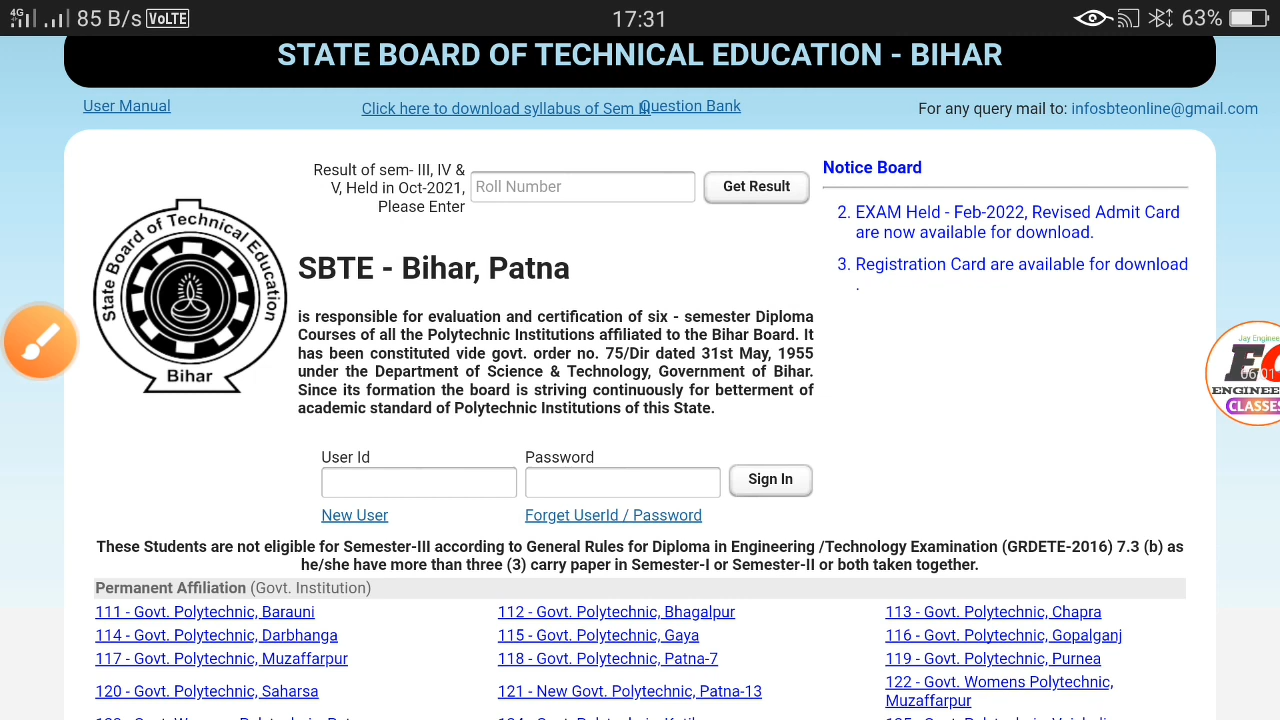 4G 85 B/s VoLTE 17:31 63%
STATE BOARD OF TECHNICAL EDUCATION - BIHAR
User Manual Click here to download syllabus of Sem III Question Bank For any query mail to: infosbteonline@gmail.com
Result of sem- III, IV &
V, Held in Oct-2021,
Please Enter
Roll Number
Get Result
Notice Board
2. EXAM Held - Feb-2022, Revised Admit Card
are now available for download.
3. Registration Card are available for download
.
State Board of Technical Education
Bihar
SBTE - Bihar, Patna
is responsible for evaluation and certification of six - semester Diploma
Courses of all the Polytechnic Institutions affiliated to the Bihar Board. It
has been constituted vide govt. order no. 75/Dir dated 31st May, 1955
under the Department of Science & Technology, Government of Bihar.
Since its formation the board is striving continuously for betterment of
academic standard of Polytechnic Institutions of this State.
Jay Enginee
06:01
ENGINEER
CLASSES
User Id Password
Sign In
New User Forget UserId / Password
These Students are not eligible for Semester-III according to General Rules for Diploma in Engineering /Technology Examination (GRDETE-2016) 7.3 (b) as
he/she have more than three (3) carry paper in Semester-I or Semester-II or both taken together.
Permanent Affiliation (Govt. Institution)
111 - Govt. Polytechnic, Barauni 112 - Govt. Polytechnic, Bhagalpur 113 - Govt. Polytechnic, Chapra
114 - Govt. Polytechnic, Darbhanga 115 - Govt. Polytechnic, Gaya 116 - Govt. Polytechnic, Gopalganj
117 - Govt. Polytechnic, Muzaffarpur 118 - Govt. Polytechnic, Patna-7 119 - Govt. Polytechnic, Purnea
120 - Govt. Polytechnic, Saharsa 121 - New Govt. Polytechnic, Patna-13 122 - Govt. Womens Polytechnic,
Muzaffarpur